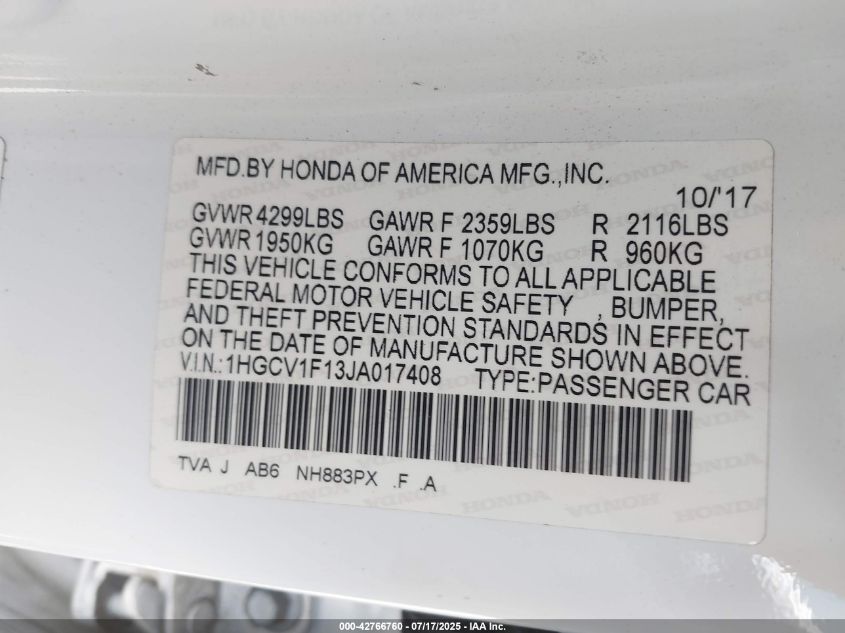 MFD.BY HONDA OF AMERICA MFG.,INC.
10/'17
GVWR 4299LBS GAWR F 2359LBS R 2116LBS
GVWR 1950KG GAWR F 1070KG R 960KG
THIS VEHICLE CONFORMS TO ALL APPLICABLE
FEDERAL MOTOR VEHICLE SAFETY , BUMPER,
AND THEFT PREVENTION STANDARDS IN EFFECT
ON THE DATE OF MANUFACTURE SHOWN ABOVE.
V.I.N.:1HGCV1F13JA017408 TYPE:PASSENGER CAR
TVA J AB6 NH883PX .F .A
000-42766760 - 07/17/2025 - IAA Inc.